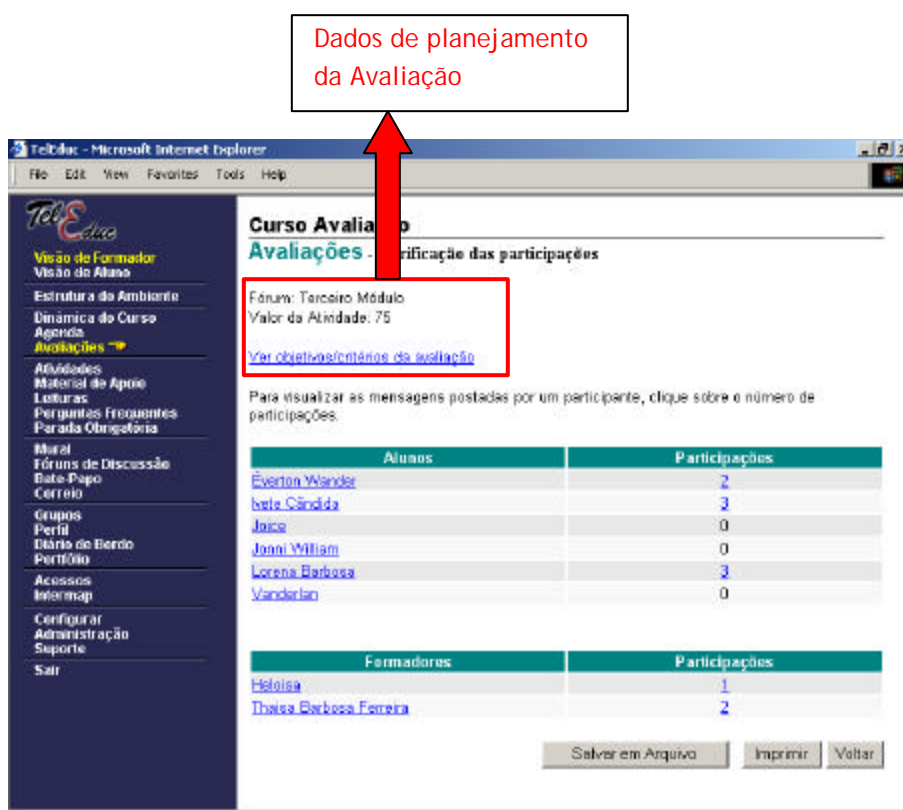 Dados de planejamento
da Avaliação
TelEduc - Microsoft Internet Explorer
File Edit View Favorites Tools Help
TelEduc
Visão de Formador
Visão de Aluno
Estrutura do Ambiente
Dinâmica do Curso
Agenda
Avaliações
Atividades
Material de Apoio
Leituras
Perguntas Frequentes
Parada Obrigatória
Mural
Fóruns de Discussão
Bate-Papo
Correio
Grupos
Perfil
Diário de Bordo
Portfólio
Acessos
Intermap
Configurar
Administração
Suporte
Sair
Curso
Avaliações - participações
Fórum: Terceiro Módulo
Valor da Atividade: 75
Ver objetivos/critérios da avaliação
Para visualizar as mensagens postadas por um participante, clique sobre o número de
participações.
Alunos Participações
Éverton Wander 2
Ivete Cândida 3
Joice 0
Jonni William 0
Lorena Barbosa 3
Vanderlan 0
Formadores Participações
Heloisa 1
Thaisa Barbosa Ferreira 2
Salvar em Arquivo Imprimir Voltar